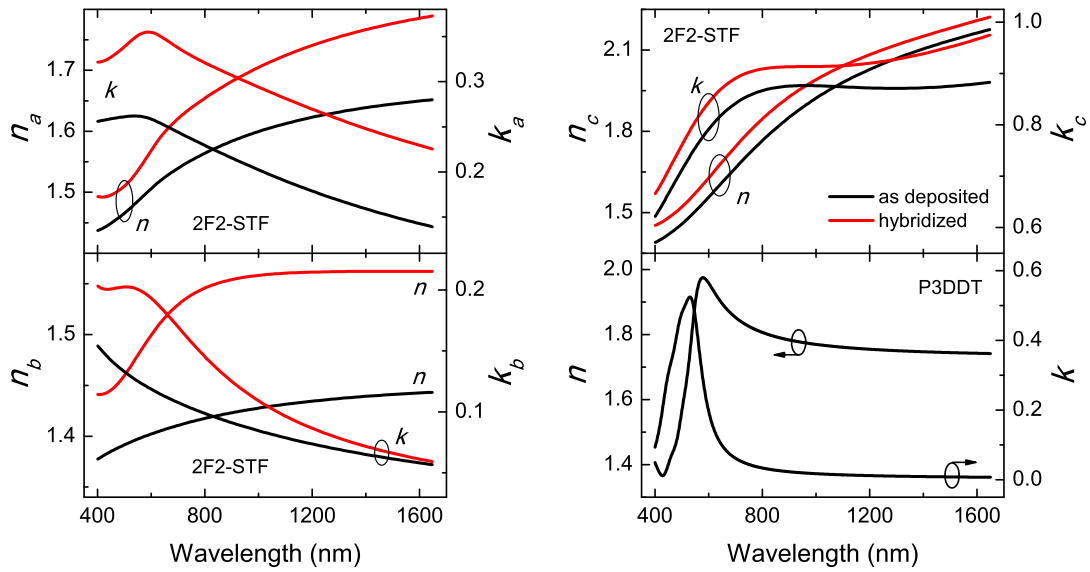 1.7
1.6
1.5
n_a
k
n
2F2-STF
0.3
0.2
k_a
1.5
1.4
n_b
n
n
k
2F2-STF
0.2
0.1
k_b
400 800 1200 1600
Wavelength (nm)
2.1
1.8
1.5
n_c
2F2-STF
k
n
as deposited
hybridized
1.0
0.8
0.6
k_c
2.0
1.8
1.6
1.4
n
P3DDT
0.6
0.4
0.2
0.0
k
400 800 1200 1600
Wavelength (nm)